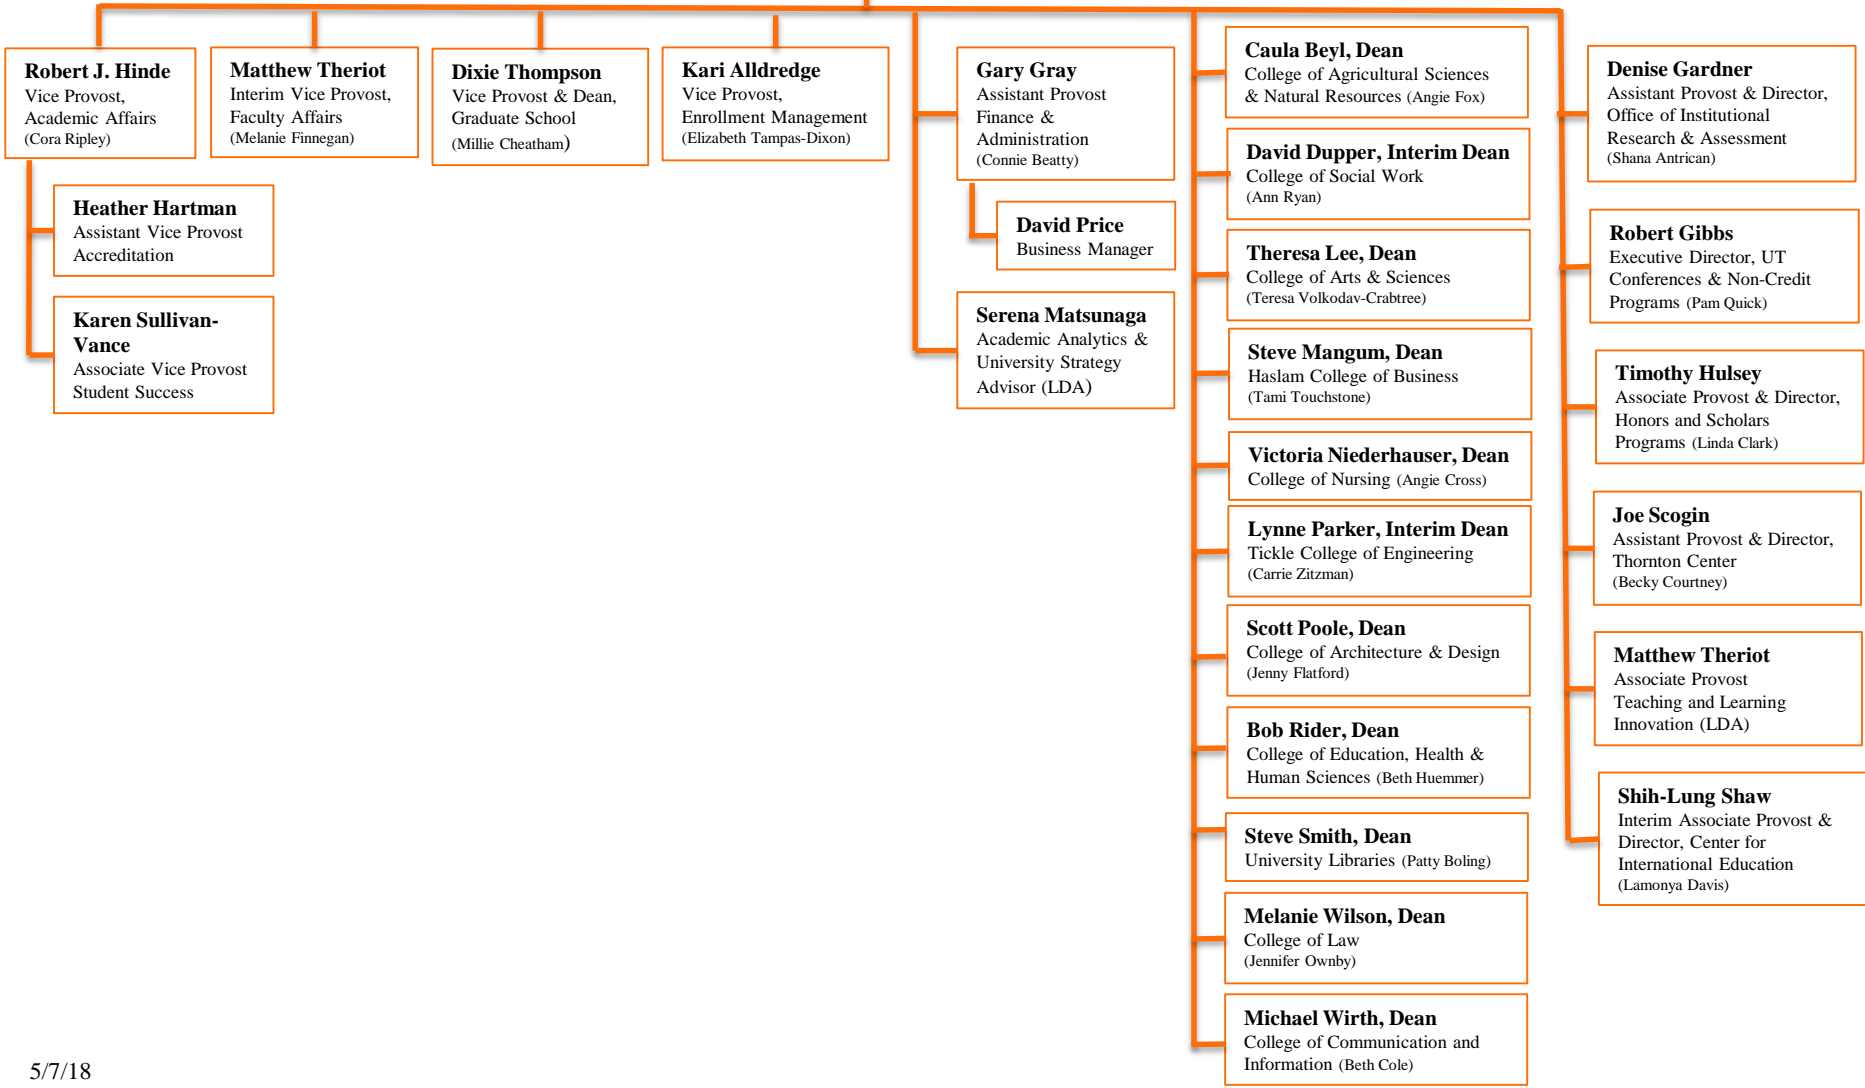 Robert J. Hinde
Vice Provost,
Academic Affairs
(Cora Ripley)
Heather Hartman
Assistant Vice Provost
Accreditation
Karen Sullivan-
Vance
Associate Vice Provost
Student Success
Matthew Theriot
Interim Vice Provost,
Faculty Affairs
(Melanie Finnegan)
Dixie Thompson
Vice Provost & Dean,
Graduate School
(Millie Cheatham)
Kari Alldredge
Vice Provost,
Enrollment Management
(Elizabeth Tampas-Dixon)
Gary Gray
Assistant Provost
Finance &
Administration
(Connie Beatty)
David Price
Business Manager
Serena Matsunaga
Academic Analytics &
University Strategy
Advisor (LDA)
Caula Beyl, Dean
College of Agricultural Sciences
& Natural Resources (Angie Fox)
David Dupper, Interim Dean
College of Social Work
(Ann Ryan)
Theresa Lee, Dean
College of Arts & Sciences
(Teresa Volkodav-Crabtree)
Steve Mangum, Dean
Haslam College of Business
(Tami Touchstone)
Victoria Niederhauser, Dean
College of Nursing (Angie Cross)
Lynne Parker, Interim Dean
Tickle College of Engineering
(Carrie Zitzman)
Scott Poole, Dean
College of Architecture & Design
(Jenny Flatford)
Bob Rider, Dean
College of Education, Health &
Human Sciences (Beth Huemmer)
Steve Smith, Dean
University Libraries (Patty Boling)
Melanie Wilson, Dean
College of Law
(Jennifer Ownby)
Michael Wirth, Dean
College of Communication and
Information (Beth Cole)
Denise Gardner
Assistant Provost & Director,
Office of Institutional
Research & Assessment
(Shana Antrican)
Robert Gibbs
Executive Director, UT
Conferences & Non-Credit
Programs (Pam Quick)
Timothy Hulsey
Associate Provost & Director,
Honors and Scholars
Programs (Linda Clark)
Joe Scogin
Assistant Provost & Director,
Thornton Center
(Becky Courtney)
Matthew Theriot
Associate Provost
Teaching and Learning
Innovation (LDA)
Shih-Lung Shaw
Interim Associate Provost &
Director, Center for
International Education
(Lamonya Davis)
5/7/18